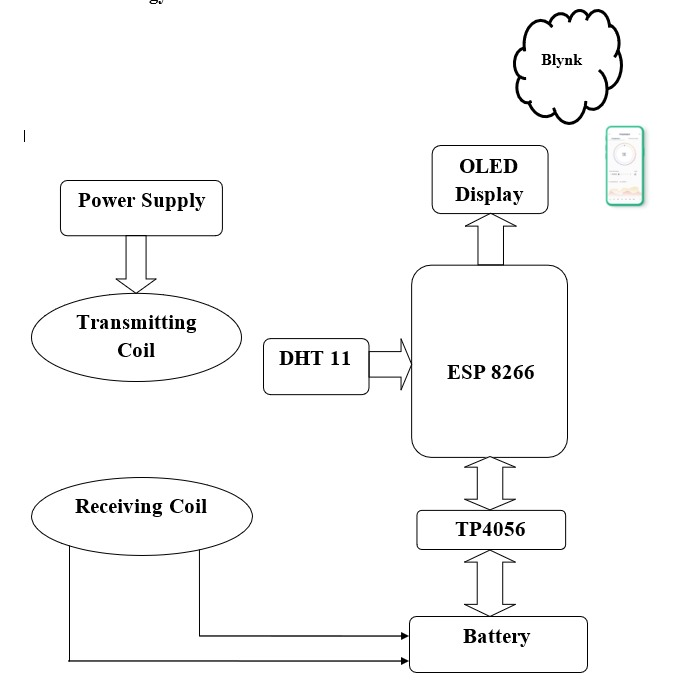 Blynk
OLED
Display
Power Supply
Transmitting
Coil
DHT 11
ESP 8266
Receiving Coil
TP4056
Battery